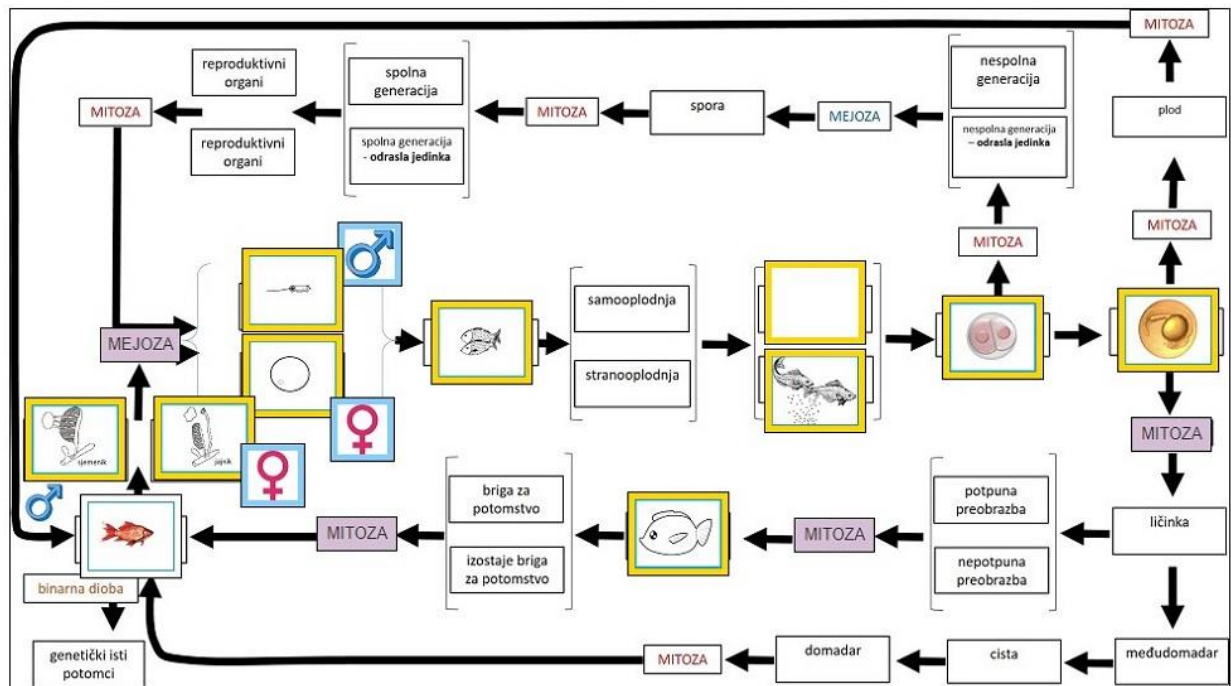 MITOZA
reproduktivni
organi
spolna
generacija
nespolna
generacija
MITOZA
MITOZA
spora
MEJOZA
plod
reproduktivni
organi
spolna generacija
- odrasla jedinka
nespolna generacija
– odrasla jedinka
MITOZA
MITOZA
samooplodnja
MEJOZA
stranooplodnja
sjemenik
jajnik
MITOZA
briga za
potomstvo
potpuna
preobrazba
ličinka
MITOZA
MITOZA
izostaje briga
za potomstvo
nepotpuna
preobrazba
binarna dioba
genetički isti
potomci
MITOZA
domadar
cista
međudomadar